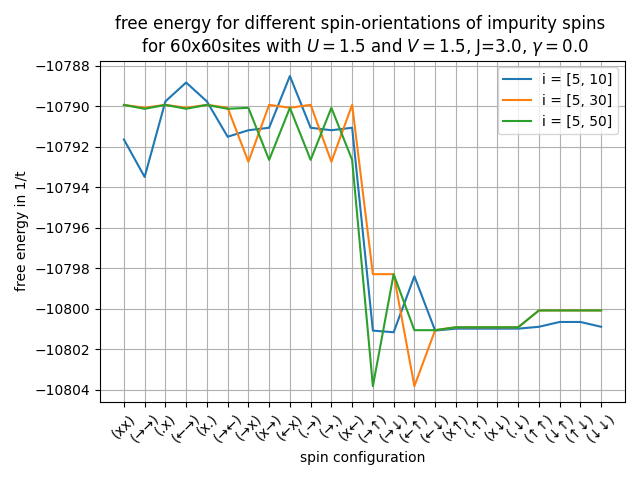 free energy for different spin-orientations of impurity spins
for 60x60sites with U = 1.5 and V = 1.5, J=3.0, γ = 0.0
i = [5, 10]
i = [5, 30]
i = [5, 50]
free energy in 1/t
−10788
−10790
−10792
−10794
−10796
−10798
−10800
−10802
−10804
(xx) (→→) (.x) (←→) (x.) (→←) (→x) (x→) (←x) (.→) (→.) (x←) (→↑) (→↓) (←↑) (←↓) (x↑) (.↑) (x↓) (.↓) (↑↑) (↓↑) (↑↓) (↓↓)
spin configuration